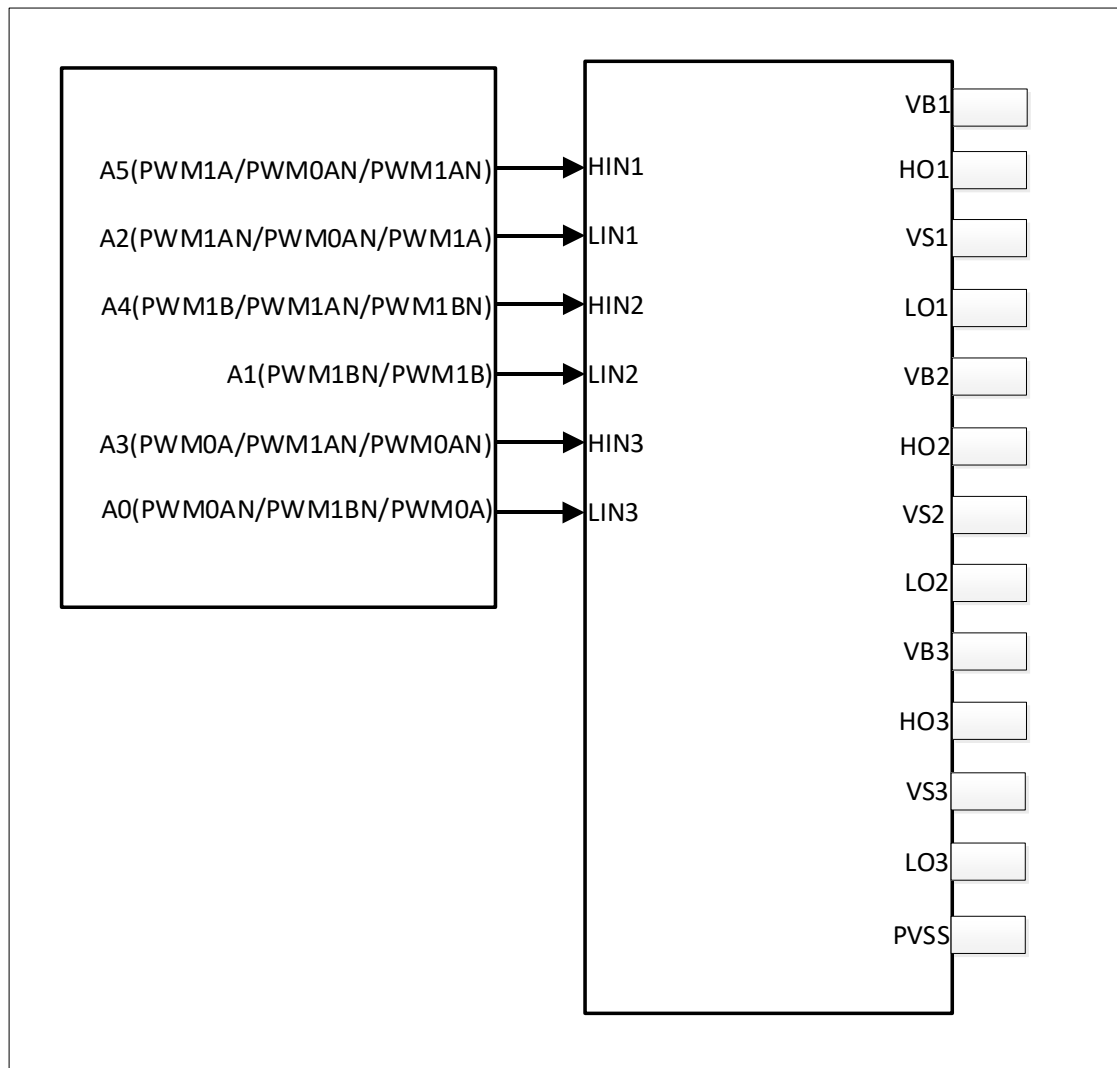 VB1
A5(PWM1A/PWM0AN/PWM1AN)
HIN1
HO1
A2(PWM1AN/PWM0AN/PWM1A)
LIN1
VS1
A4(PWM1B/PWM1AN/PWM1BN)
HIN2
LO1
A1(PWM1BN/PWM1B)
LIN2
VB2
A3(PWM0A/PWM1AN/PWM0AN)
HIN3
HO2
A0(PWM0AN/PWM1BN/PWM0A)
LIN3
VS2
LO2
VB3
HO3
VS3
LO3
PVSS